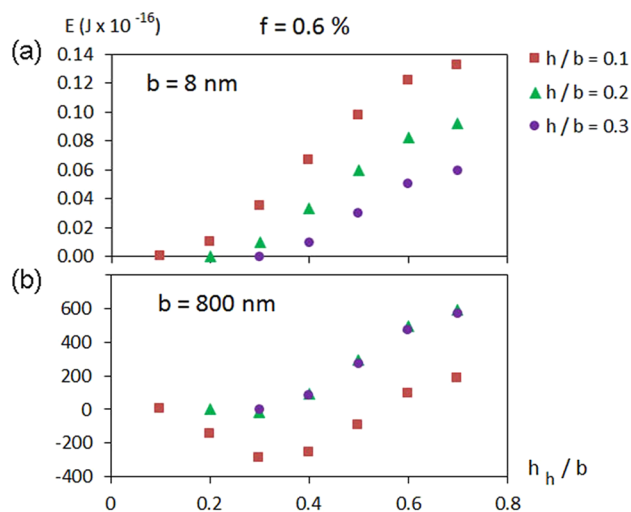 E (J x 10 -16)
f = 0.6 %
(a)
b = 8 nm
h / b = 0.1
h / b = 0.2
h / b = 0.3
0.14
0.12
0.10
0.08
0.06
0.04
0.02
0.00
(b)
b = 800 nm
600
400
200
0
-200
-400
0
0.2
0.4
0.6
0.8
h h / b